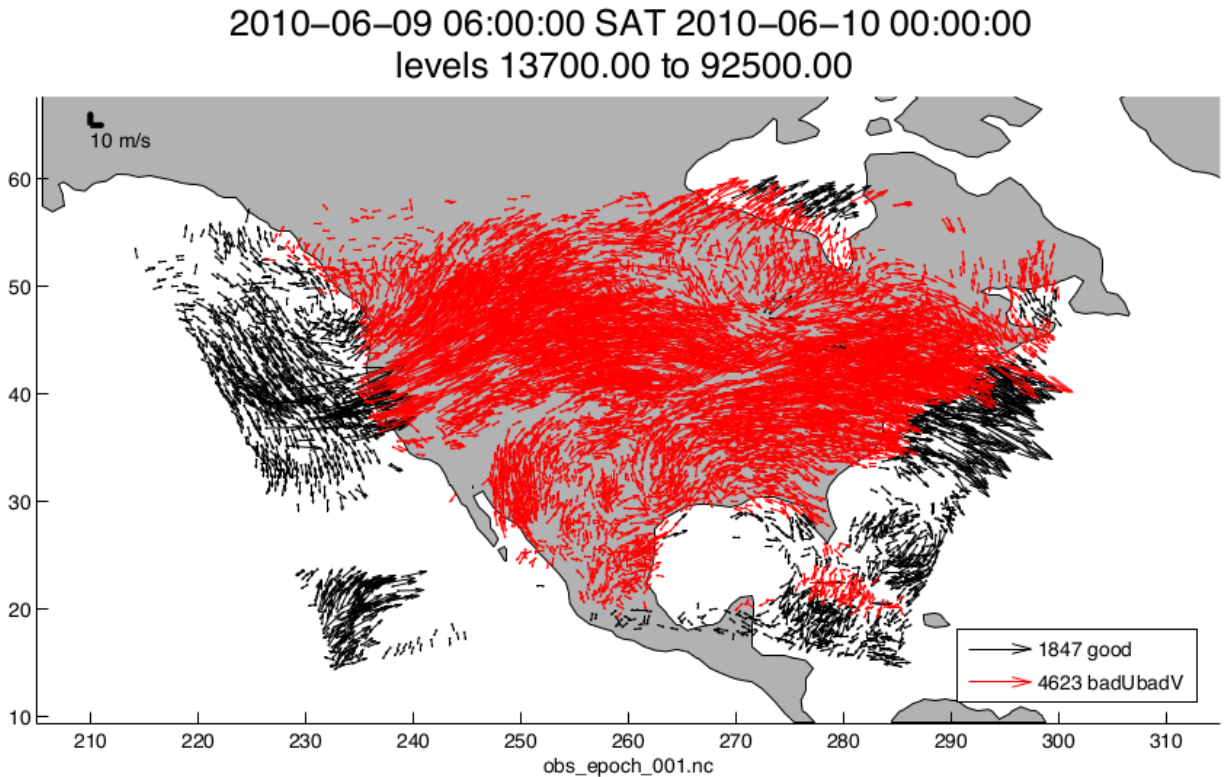 2010−06−09 06:00:00 SAT 2010−06−10 00:00:00
levels 13700.00 to 92500.00
10 m/s
60
50
40
30
20
10
1847 good
4623 badUbadV
210 220 230 240 250 260 270 280 290 300 310
obs_epoch_001.nc